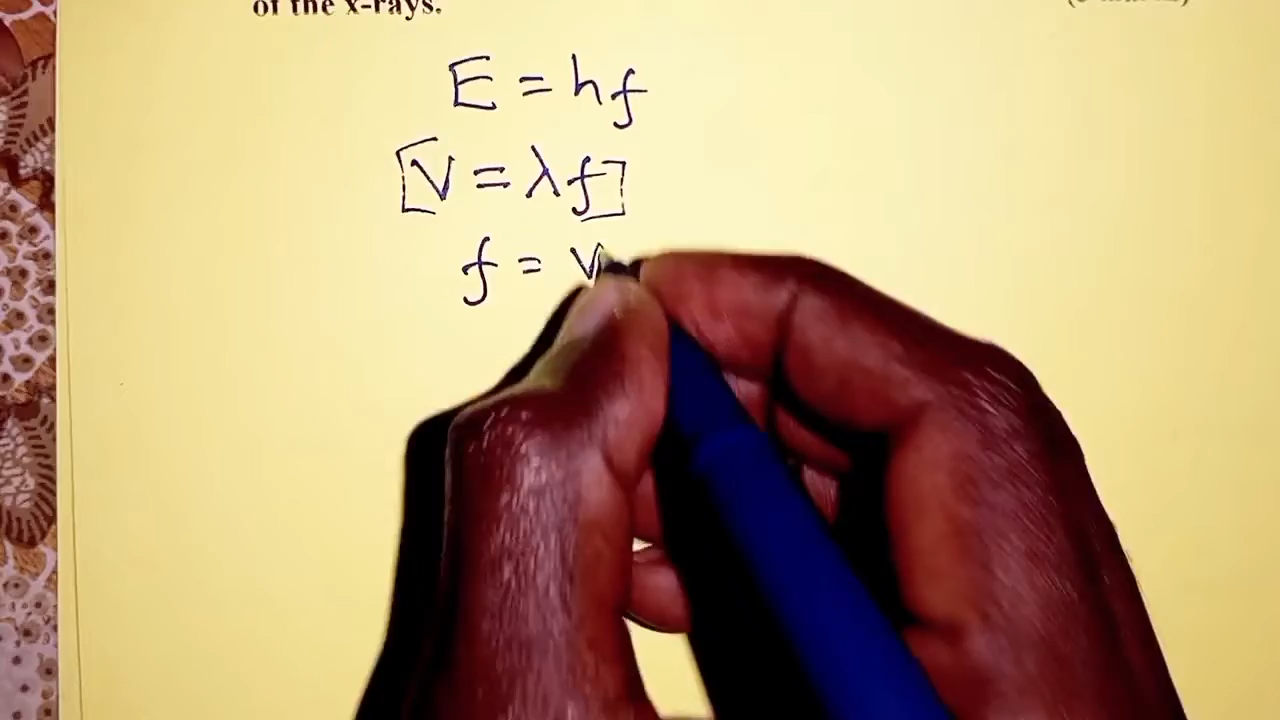 of the x-rays.
E = hf
[V = λf]
f = V